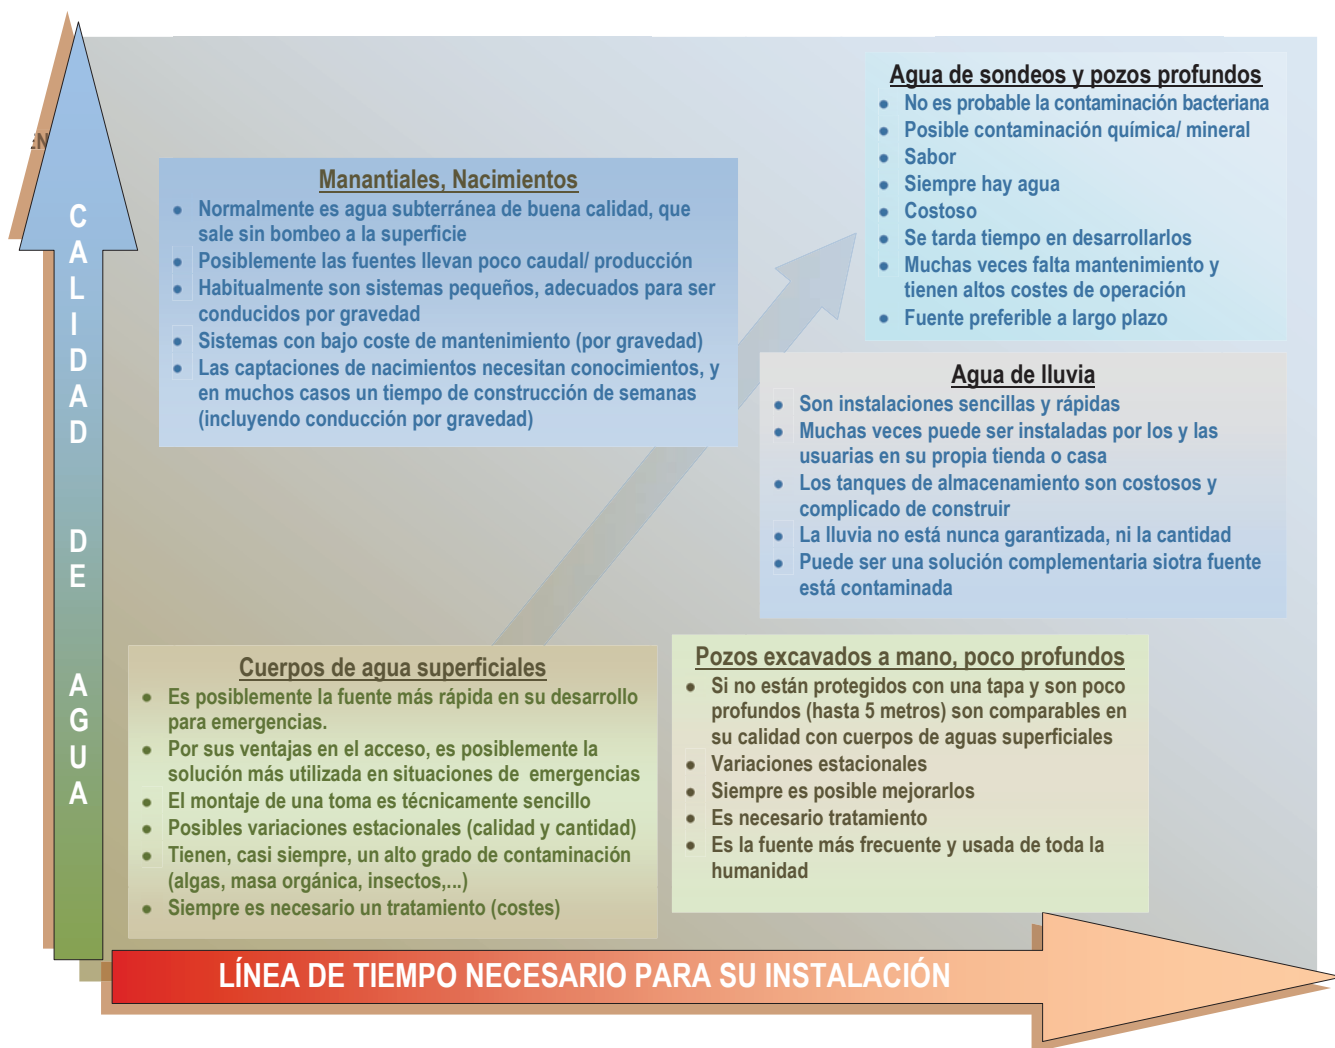 Agua de sondeos y pozos profundos
No es probable la contaminación bacteriana
Posible contaminación química/ mineral
Sabor
Siempre hay agua
Costoso
Se tarda tiempo en desarrollarlos
Muchas veces falta mantenimiento y
tienen altos costes de operación
Fuente preferible a largo plazo
Manantiales, Nacimientos
Normalmente es agua subterránea de buena calidad, que
sale sin bombeo a la superficie
Posiblemente las fuentes llevan poco caudal/ producción
Habitualmente son sistemas pequeños, adecuados para ser
conducidos por gravedad
Sistemas con bajo coste de mantenimiento (por gravedad)
Las captaciones de nacimientos necesitan conocimientos, y
en muchos casos un tiempo de construcción de semanas
(incluyendo conducción por gravedad)
Agua de lluvia
Son instalaciones sencillas y rápidas
Muchas veces puede ser instaladas por los y las
usuarias en su propia tienda o casa
Los tanques de almacenamiento son costosos y
complicado de construir
La lluvia no está nunca garantizada, ni la cantidad
Puede ser una solución complementaria siotra fuente
está contaminada
Cuerpos de agua superficiales
Es posiblemente la fuente más rápida en su desarrollo
para emergencias.
Por sus ventajas en el acceso, es posiblemente la
solución más utilizada en situaciones de emergencias
El montaje de una toma es técnicamente sencillo
Posibles variaciones estacionales (calidad y cantidad)
Tienen, casi siempre, un alto grado de contaminación
(algas, masa orgánica, insectos,...)
Siempre es necesario un tratamiento (costes)
Pozos excavados a mano, poco profundos
Si no están protegidos con una tapa y son poco
profundos (hasta 5 metros) son comparables en
su calidad con cuerpos de aguas superficiales
Variaciones estacionales
Siempre es posible mejorarlos
Es necesario tratamiento
Es la fuente más frecuente y usada de toda la
humanidad
CALIDAD DE AGUA
LÍNEA DE TIEMPO NECESARIO PARA SU INSTALACIÓN